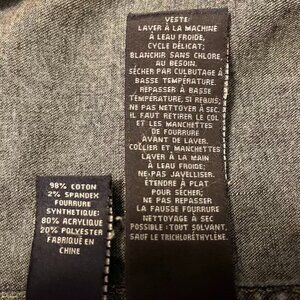 VESTE:
LAVER À LA MACHINE
À L'EAU FROIDE,
CYCLE DÉLICAT;
BLANCHIR SANS CHLORE,
AU BESOIN.
SÉCHER PAR CULBUTAGE À
BASSE TEMPÉRATURE
REPASSER À BASSE
TEMPÉRATURE, SI REQUIS;
NE PAS NETTOYER À SEC.
IL FAUT RETIRER LE COL
ET LES MANCHETTES
DE FOURRURE
AVANT DE LAVER.
COLLIER ET MANCHETTES
LAVER À LA MAIN
À L'EAU FROIDE;
NE PAS JAVELLISER.
ÉTENDRE À PLAT
POUR SÉCHER;
NE PAS REPASSER
LA FAUSSE FOURRURE
NETTOYAGE À SEC
POSSIBLE: TOUT SOLVANT,
SAUF LE TRICHLORÉTHYLÈNE.
98% COTON
2% SPANDEX
FOURRURE
SYNTHETIQUE:
80% ACRYLIQUE
20% POLYESTER
FABRIQUÉ EN
CHINE